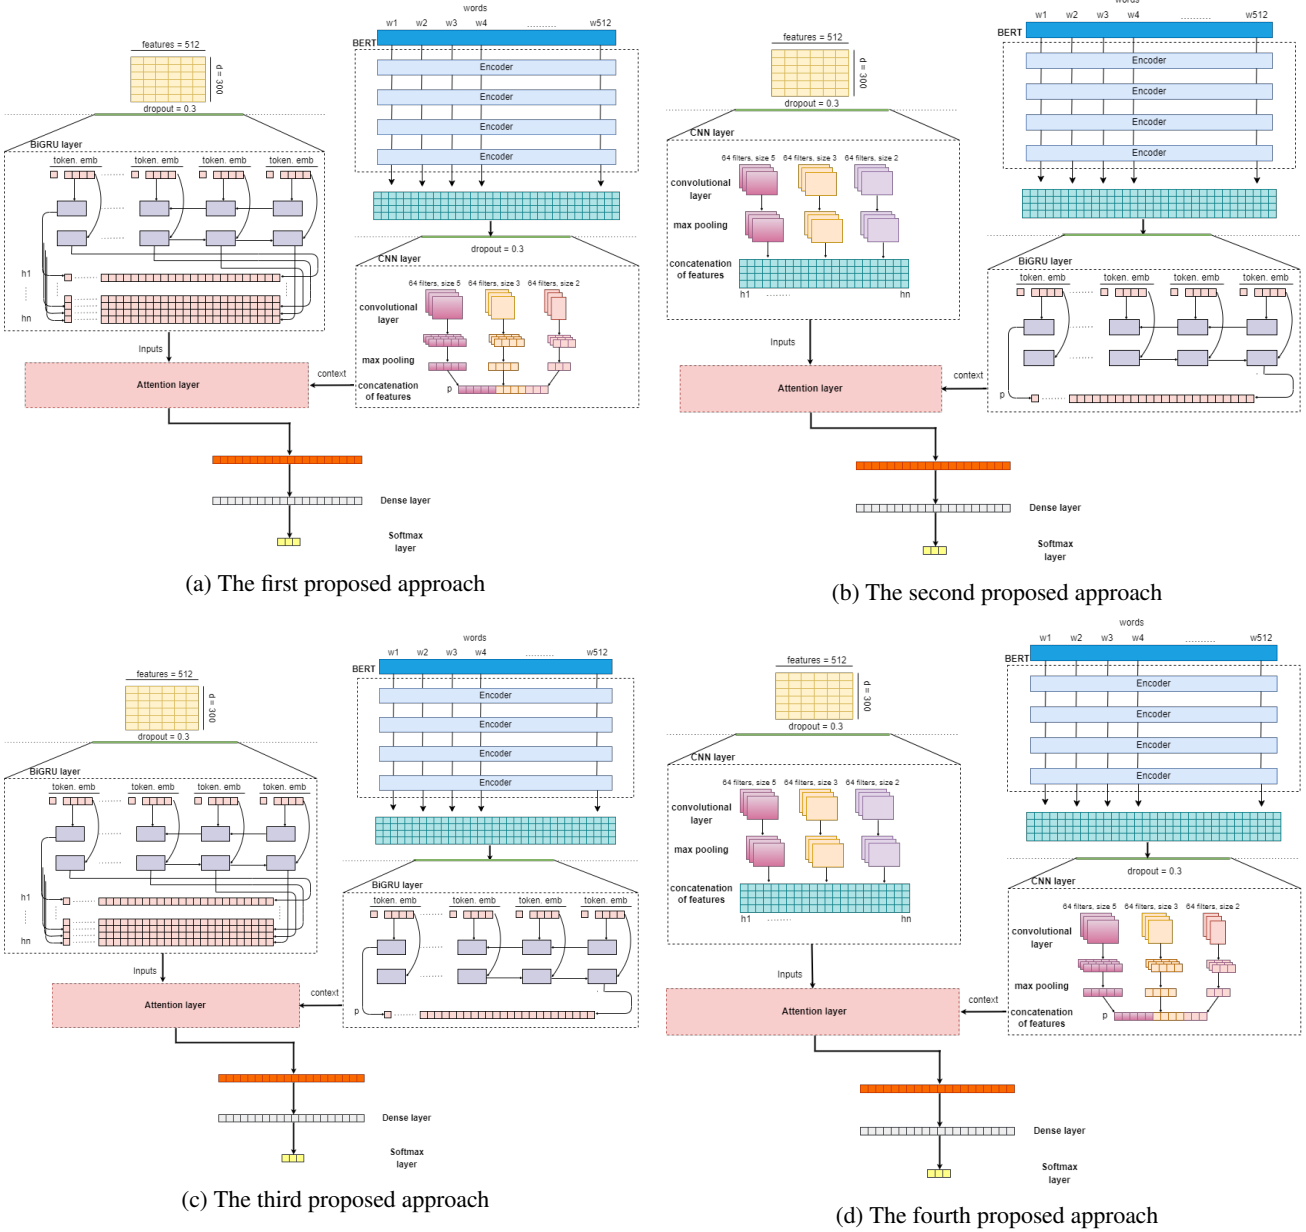 words
w1 w2 w3 w4 .......... w512
BERT
features = 512
d = 300
dropout = 0.3
Encoder
Encoder
Encoder
Encoder
BiGRU layer
token. emb token. emb token. emb token. emb
h1
hn
dropout = 0.3
CNN layer
64 filters, size 5 64 filters, size 3 64 filters, size 2
convolutional
layer
max pooling
concatenation
of features
p
Inputs
context
Attention layer
Dense layer
Softmax
layer
(a) The first proposed approach
words
w1 w2 w3 w4 .......... w512
BERT
features = 512
d = 300
dropout = 0.3
Encoder
Encoder
Encoder
Encoder
CNN layer
64 filters, size 5 64 filters, size 3 64 filters, size 2
convolutional
layer
max pooling
concatenation
of features
h1 .......... hn
BiGRU layer
token. emb token. emb token. emb token. emb
p
Inputs
context
Attention layer
Dense layer
Softmax
layer
(b) The second proposed approach
words
w1 w2 w3 w4 .......... w512
BERT
features = 512
d = 300
dropout = 0.3
Encoder
Encoder
Encoder
Encoder
BiGRU layer
token. emb token. emb token. emb token. emb
h1
hn
BiGRU layer
token. emb token. emb token. emb token. emb
p
Inputs
context
Attention layer
Dense layer
Softmax
layer
(c) The third proposed approach
words
w1 w2 w3 w4 .......... w512
BERT
features = 512
d = 300
dropout = 0.3
Encoder
Encoder
Encoder
Encoder
CNN layer
64 filters, size 5 64 filters, size 3 64 filters, size 2
convolutional
layer
max pooling
concatenation
of features
h1 .......... hn
dropout = 0.3
CNN layer
64 filters, size 5 64 filters, size 3 64 filters, size 2
convolutional
layer
max pooling
concatenation
of features
p
Inputs
context
Attention layer
Dense layer
Softmax
layer
(d) The fourth proposed approach